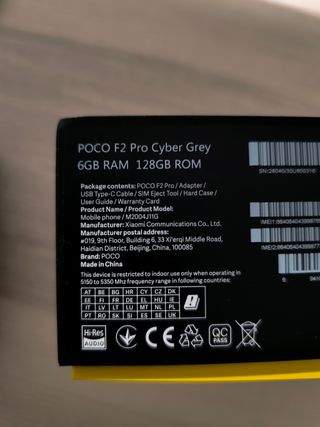 POCO F2 Pro Cyber Grey
6GB RAM 128GB ROM
Package contents: POCO F2 Pro / Adapter /
USB Type-C Cable / SIM Eject Tool / Hard Case /
User Guide / Warranty Card
Product Name / Product Model:
Mobile phone / M2004J11G
Manufacturer: Xiaomi Communications Co., Ltd.
Manufacturer postal address:
#019, 9th Floor, Building 6, 33 Xi'erqi Middle Road,
Haidian District, Beijing, China, 100085
Brand: POCO
Made in China
This device is restricted to indoor use only when operating in
5150 to 5350 Mhz frequency range in following countries:
AT BE BG HR CY CZ DK
EE FI FR DE EL HU IE
IT LV LT LU MT NL PL
PT RO SK SI ES SE UK
Hi-Res
AUDIO
CE
QC
PASS